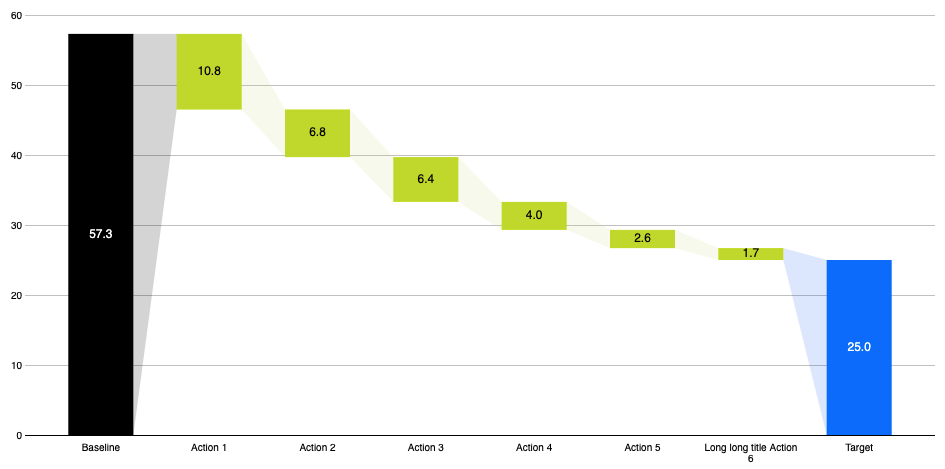 60
50
40
30
20
10
0
57.3
10.8
6.8
6.4
4.0
2.6
1.7
25.0
Baseline
Action 1
Action 2
Action 3
Action 4
Action 5
Long long title Action
6
Target